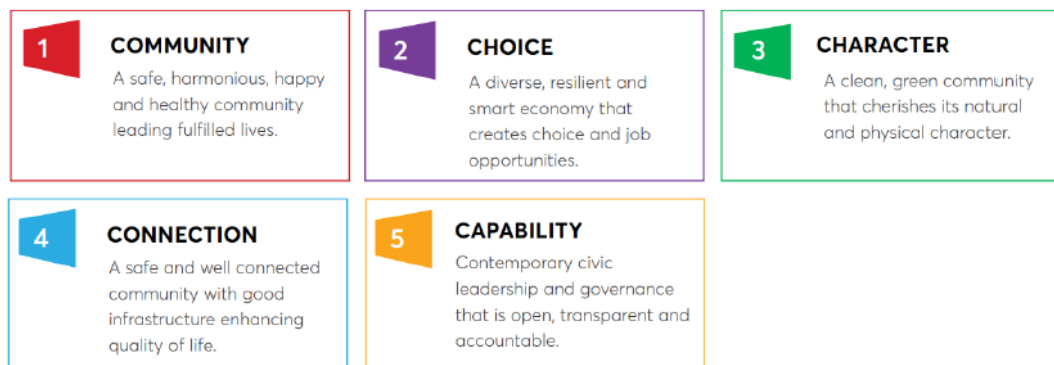 1
COMMUNITY
A safe, harmonious, happy
and healthy community
leading fulfilled lives.
2
CHOICE
A diverse, resilient and
smart economy that
creates choice and job
opportunities.
3
CHARACTER
A clean, green community
that cherishes its natural
and physical character.
4
CONNECTION
A safe and well connected
community with good
infrastructure enhancing
quality of life.
5
CAPABILITY
Contemporary civic
leadership and governance
that is open, transparent and
accountable.